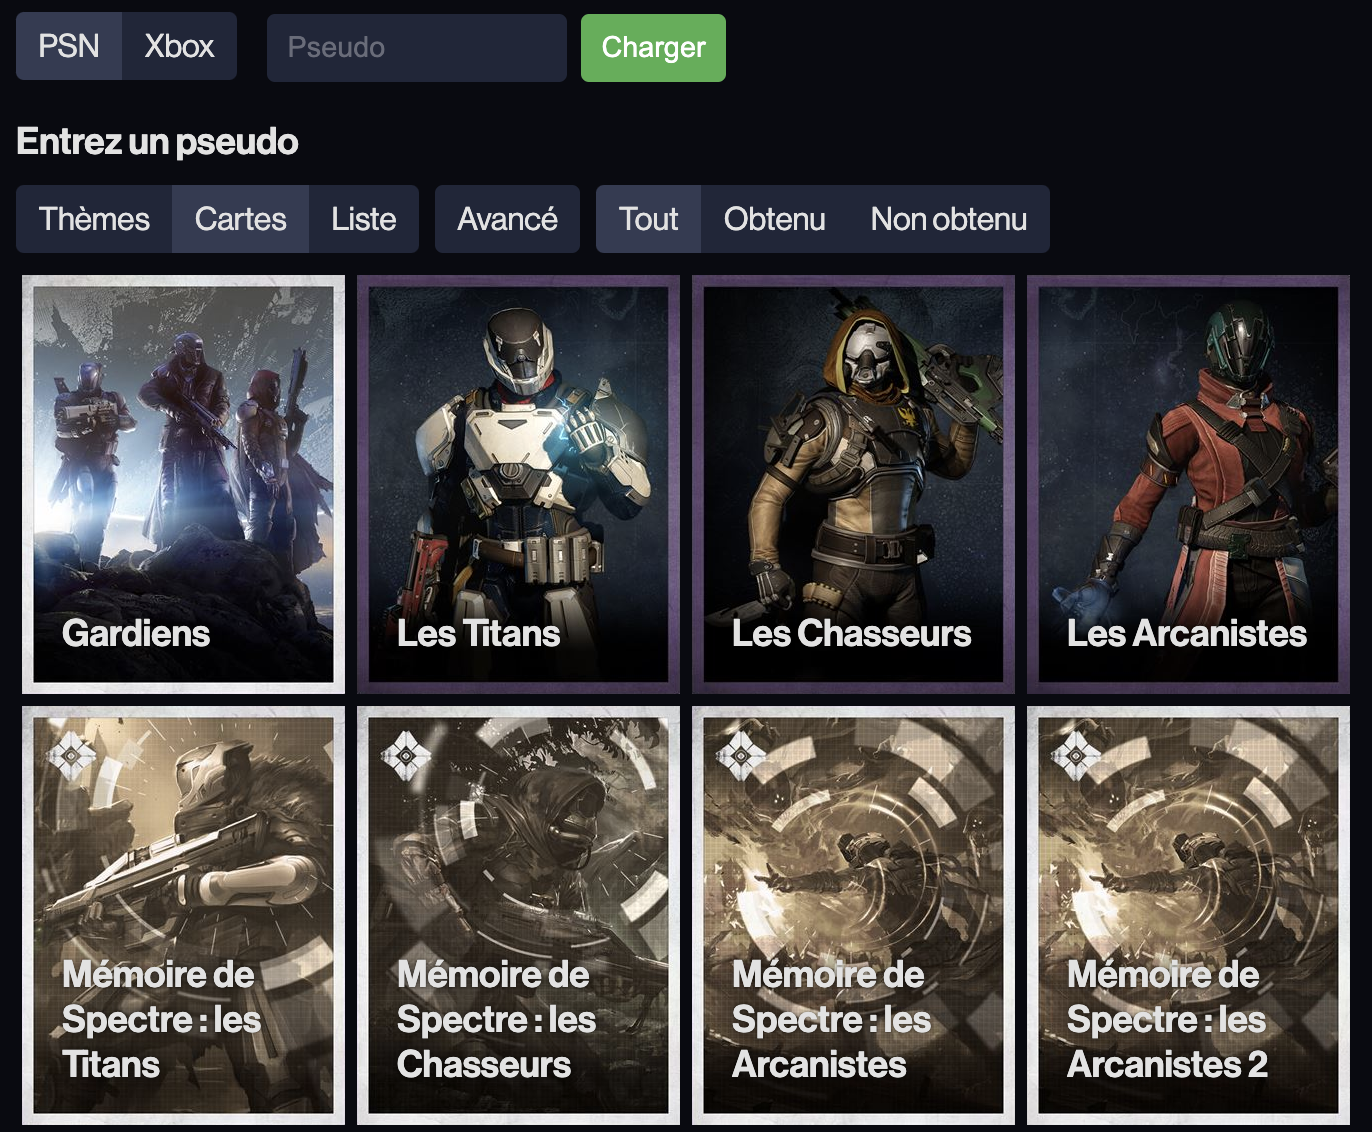 PSN Xbox Pseudo Charger
Entrez un pseudo
Thèmes Cartes Liste Avancé Tout Obtenu Non obtenu
Gardiens
Les Titans
Les Chasseurs
Les Arcanistes
Mémoire de
Spectre : les
Titans
Mémoire de
Spectre : les
Chasseurs
Mémoire de
Spectre : les
Arcanistes
Mémoire de
Spectre : les
Arcanistes 2